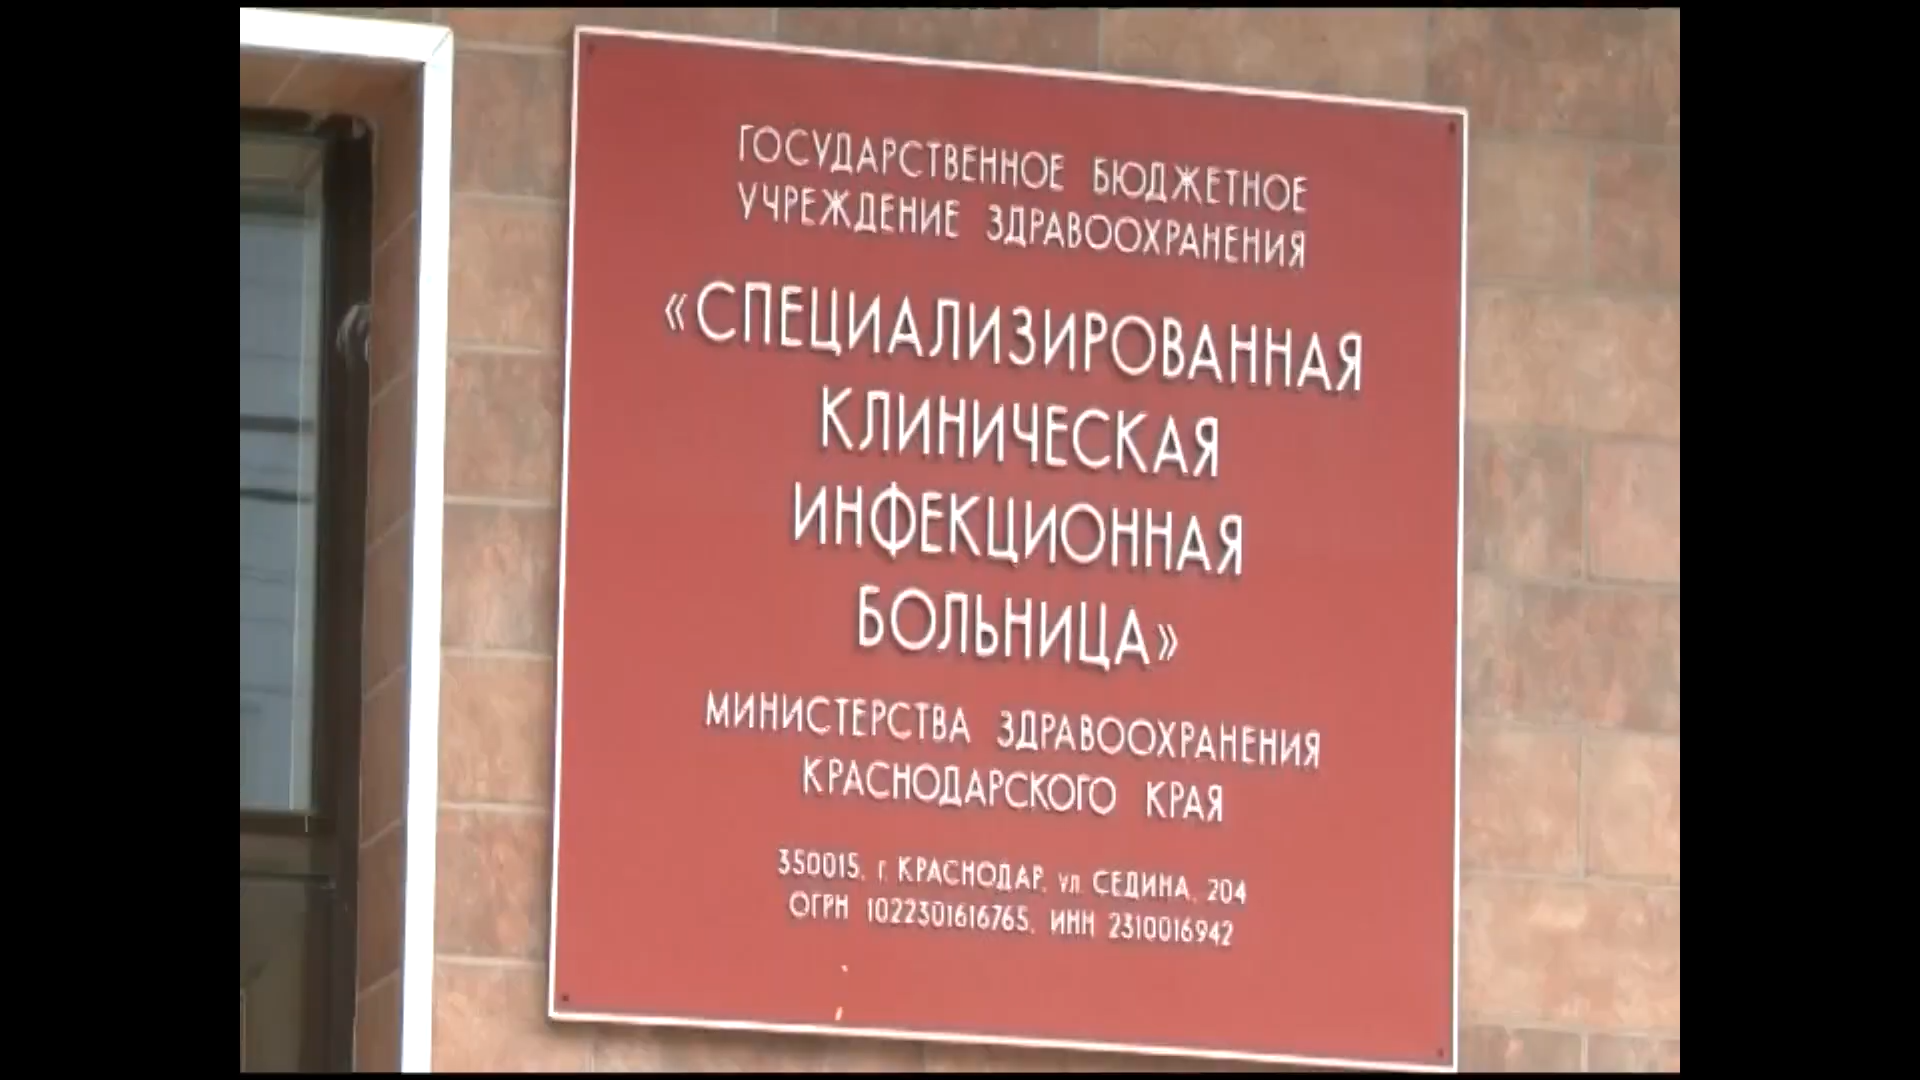 ГОСУДАРСТВЕННОЕ БЮДЖЕТНОЕ
УЧРЕЖДЕНИЕ ЗДРАВООХРАНЕНИЯ
«СПЕЦИАЛИЗИРОВАННАЯ
КЛИНИЧЕСКАЯ
ИНФЕКЦИОННАЯ
БОЛЬНИЦА»
МИНИСТЕРСТВА ЗДРАВООХРАНЕНИЯ
КРАСНОДАРСКОГО КРАЯ
350015, г. КРАСНОДАР, ул. СЕДИНА, 204
ОГРН 1022301616765, ИНН 2310016942